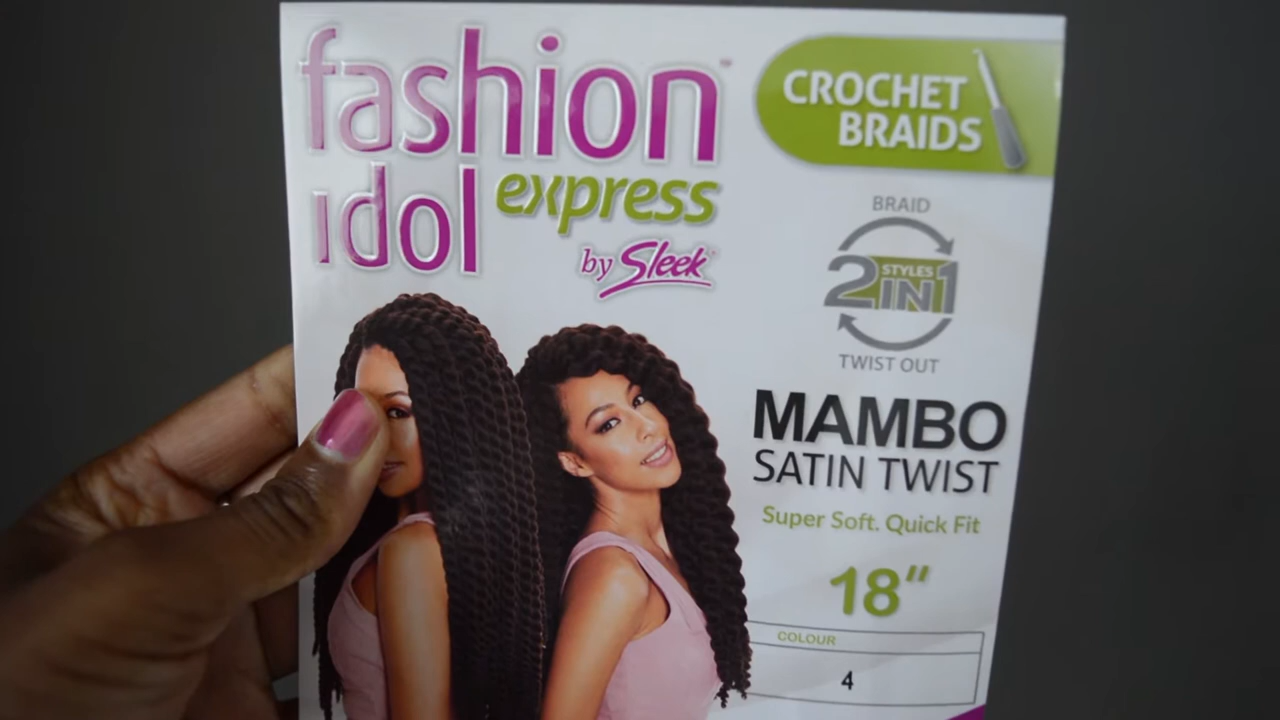 fashion
idol express
by Sleek
CROCHET
BRAIDS
BRAID
2 STYLES IN 1
TWIST OUT
MAMBO
SATIN TWIST
Super Soft. Quick Fit
18"
COLOUR
4